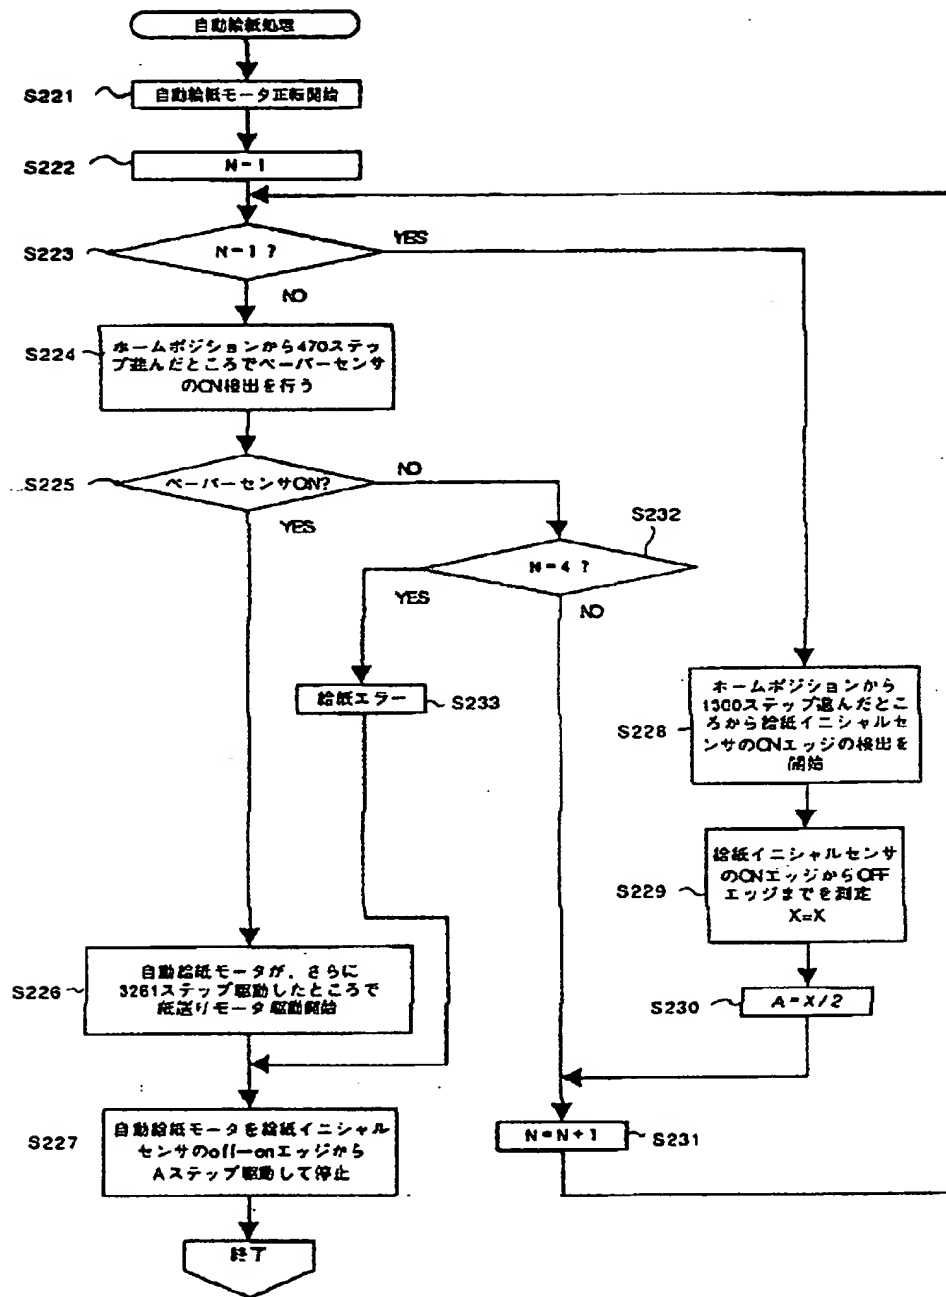 自動給紙処理
S221
自動給紙モータ正転開始
S222
N=1
S223
N=1 ?
YES
NO
S224
ホームポジションから470ステッ
プ進んだところでペーパーセンサ
のON検出を行う
S225
ペーパーセンサON?
NO
YES
S232
N=4 ?
YES
NO
給紙エラー
S233
S228
ホームポジションから
1300ステップ進んだとこ
ろから給紙イニシャルセ
ンサのONエッジの検出を
開始
S229
給紙イニシャルセンサ
のONエッジからOFF
エッジまでを測定
X=X
S226
自動給紙モータが、さらに
3261ステップ駆動したところで
紙送りモータ駆動開始
S230
A=X/2
S227
自動給紙モータを給紙イニシャル
センサのoff-onエッジから
Aステップ駆動して停止
N=N+1
S231
終了